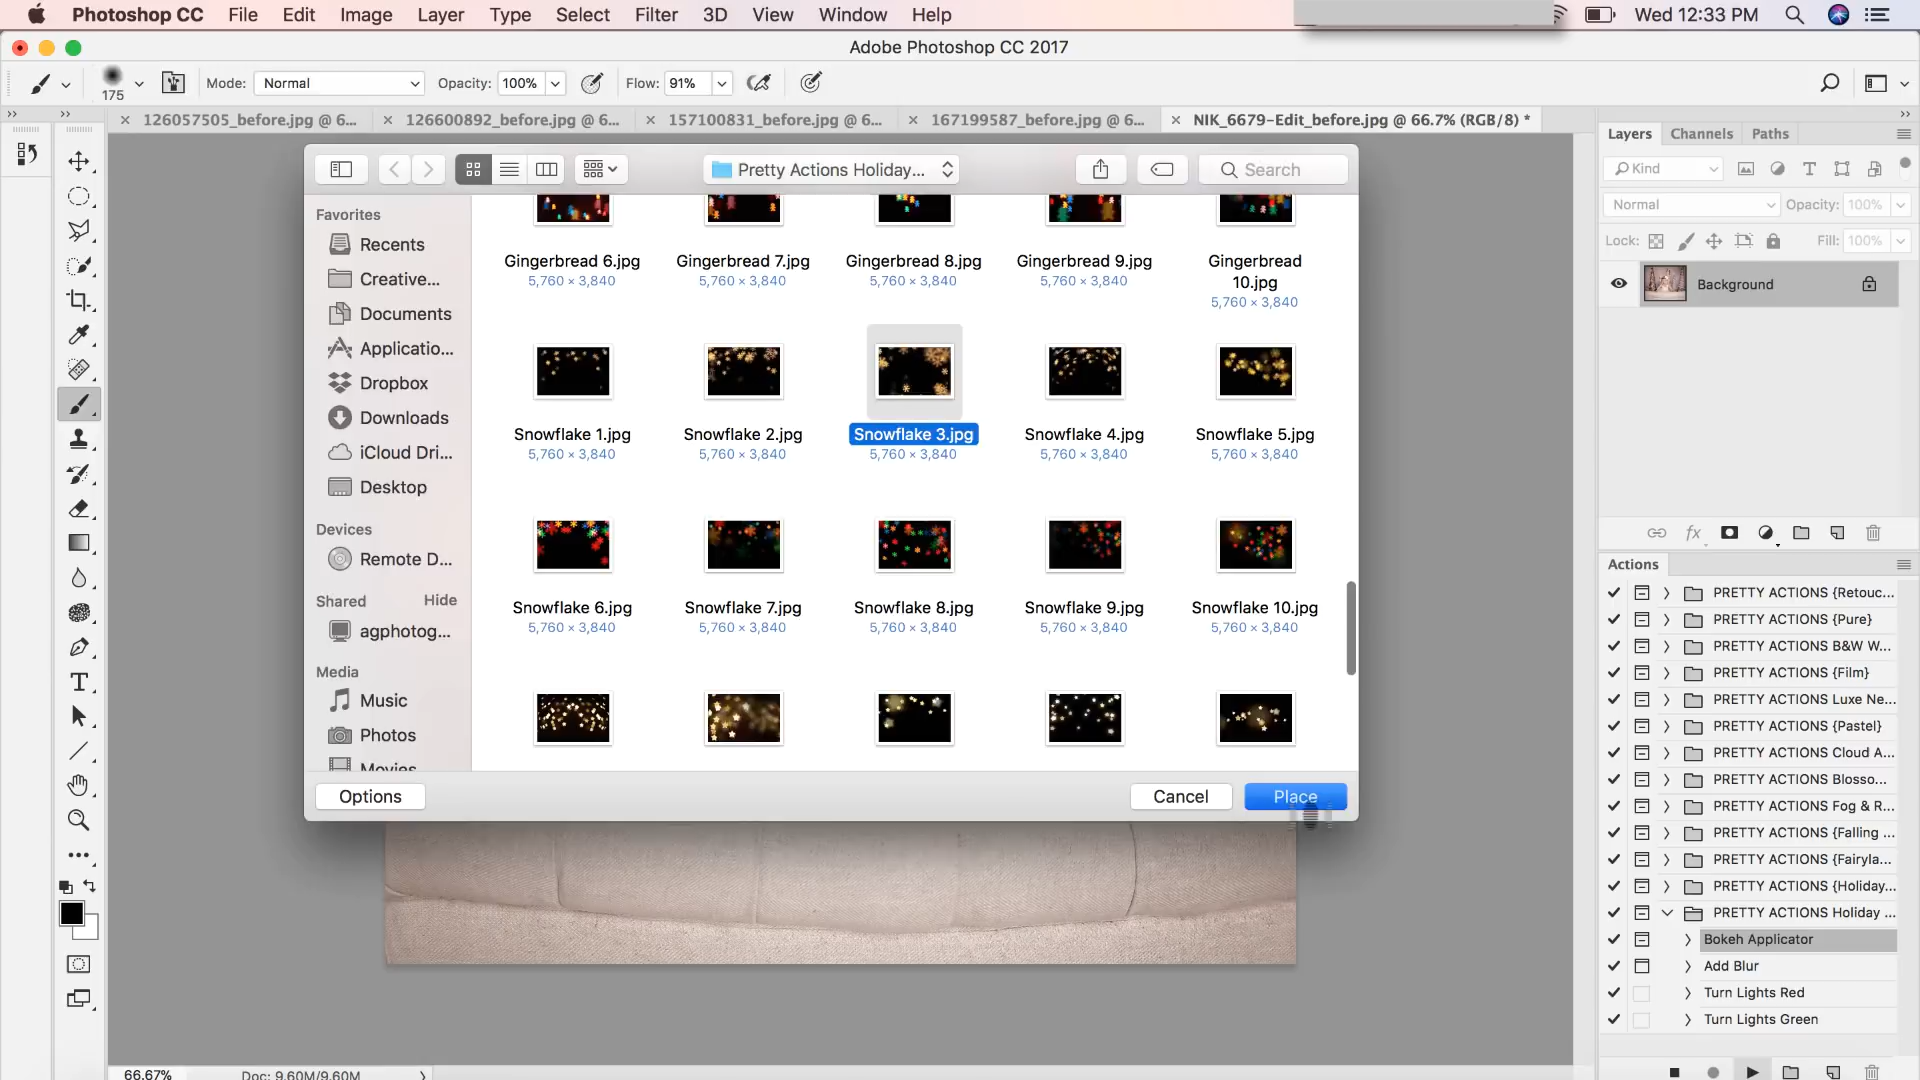 Photoshop CC File Edit Image Layer Type Select Filter 3D View Window Help Wed 12:33 PM
Adobe Photoshop CC 2017
175 Mode: Normal Opacity: 100% Flow: 91%
126057505_before.jpg @ 6... 126600892_before.jpg @ 6... 157100831_before.jpg @ 6... 167199587_before.jpg @ 6... NIK_6679-Edit_before.jpg @ 66.7% (RGB/8) *
Pretty Actions Holiday... Search
Favorites
Recents
Creative...
Documents
Applicatio...
Dropbox
Downloads
iCloud Dri...
Desktop
Devices
Remote D...
Shared Hide
agphotog...
Media
Music
Photos
Movies
Gingerbread 6.jpg Gingerbread 7.jpg Gingerbread 8.jpg Gingerbread 9.jpg Gingerbread
10.jpg
5,760 × 3,840 5,760 × 3,840 5,760 × 3,840 5,760 × 3,840 5,760 × 3,840
Snowflake 1.jpg Snowflake 2.jpg Snowflake 3.jpg Snowflake 4.jpg Snowflake 5.jpg
5,760 × 3,840 5,760 × 3,840 5,760 × 3,840 5,760 × 3,840 5,760 × 3,840
Snowflake 6.jpg Snowflake 7.jpg Snowflake 8.jpg Snowflake 9.jpg Snowflake 10.jpg
5,760 × 3,840 5,760 × 3,840 5,760 × 3,840 5,760 × 3,840 5,760 × 3,840
Options Cancel Place
Layers Channels Paths
Kind
Normal Opacity: 100%
Lock: Fill: 100%
Background
fx
Actions
PRETTY ACTIONS {Retouc...
PRETTY ACTIONS {Pure}
PRETTY ACTIONS B&W W...
PRETTY ACTIONS {Film}
PRETTY ACTIONS Luxe Ne...
PRETTY ACTIONS {Pastel}
PRETTY ACTIONS Cloud A...
PRETTY ACTIONS Blosso...
PRETTY ACTIONS Fog & R...
PRETTY ACTIONS {Falling ...
PRETTY ACTIONS {Fairyla...
PRETTY ACTIONS {Holiday...
PRETTY ACTIONS Holiday ...
Bokeh Applicator
Add Blur
Turn Lights Red
Turn Lights Green
66.67% Doc: 9.60M/9.60M